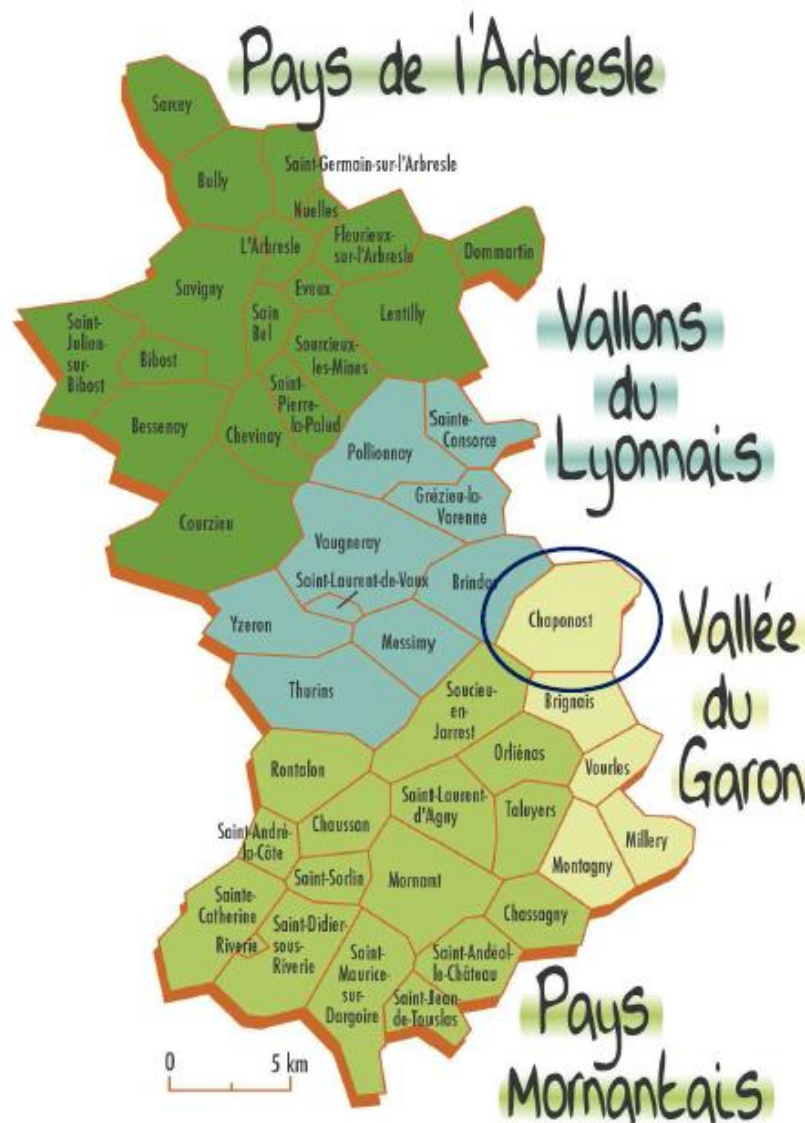 Pays de l'Arbresle
Sarcey
Bully
Saint-Germain-sur-l'Arbresle
Nuelles
L'Arbresle
Fleurieux-
sur-l'Arbresle
Dommartin
Savigny
Eveux
Lentilly
Sain
Bel
Saint-
Julien-
sur-
Bibost
Bibost
Sourcieux-
les-Mines
Saint-
Pierre-
la-Palud
Bessenay
Chevinay
Courzieu
Vallons
du
Lyonnais
Sainte-
Consorce
Pollionnay
Grézieu-la-
Varenne
Vaugneray
Saint-Laurent-de-Vaux
Brindas
Yzeron
Messimy
Thurins
Chaponost
Vallée
du
Garon
Brignais
Vourles
Millery
Montagny
Soucieu-
en-
Jarrest
Orliénas
Rontalon
Saint-Laurent-
d'Agny
Taluyers
Chaussan
Saint-André-
la-Côte
Saint-Sorlin
Mornant
Sainte-
Catherine
Riverie
Saint-Didier-
sous-
Riverie
Chassagny
Saint-
Maurice-
sur-
Dargoire
Saint-Andéol-
le-Château
Saint-Jean-
de-Touslas
Pays
Mornantais
0 5 km